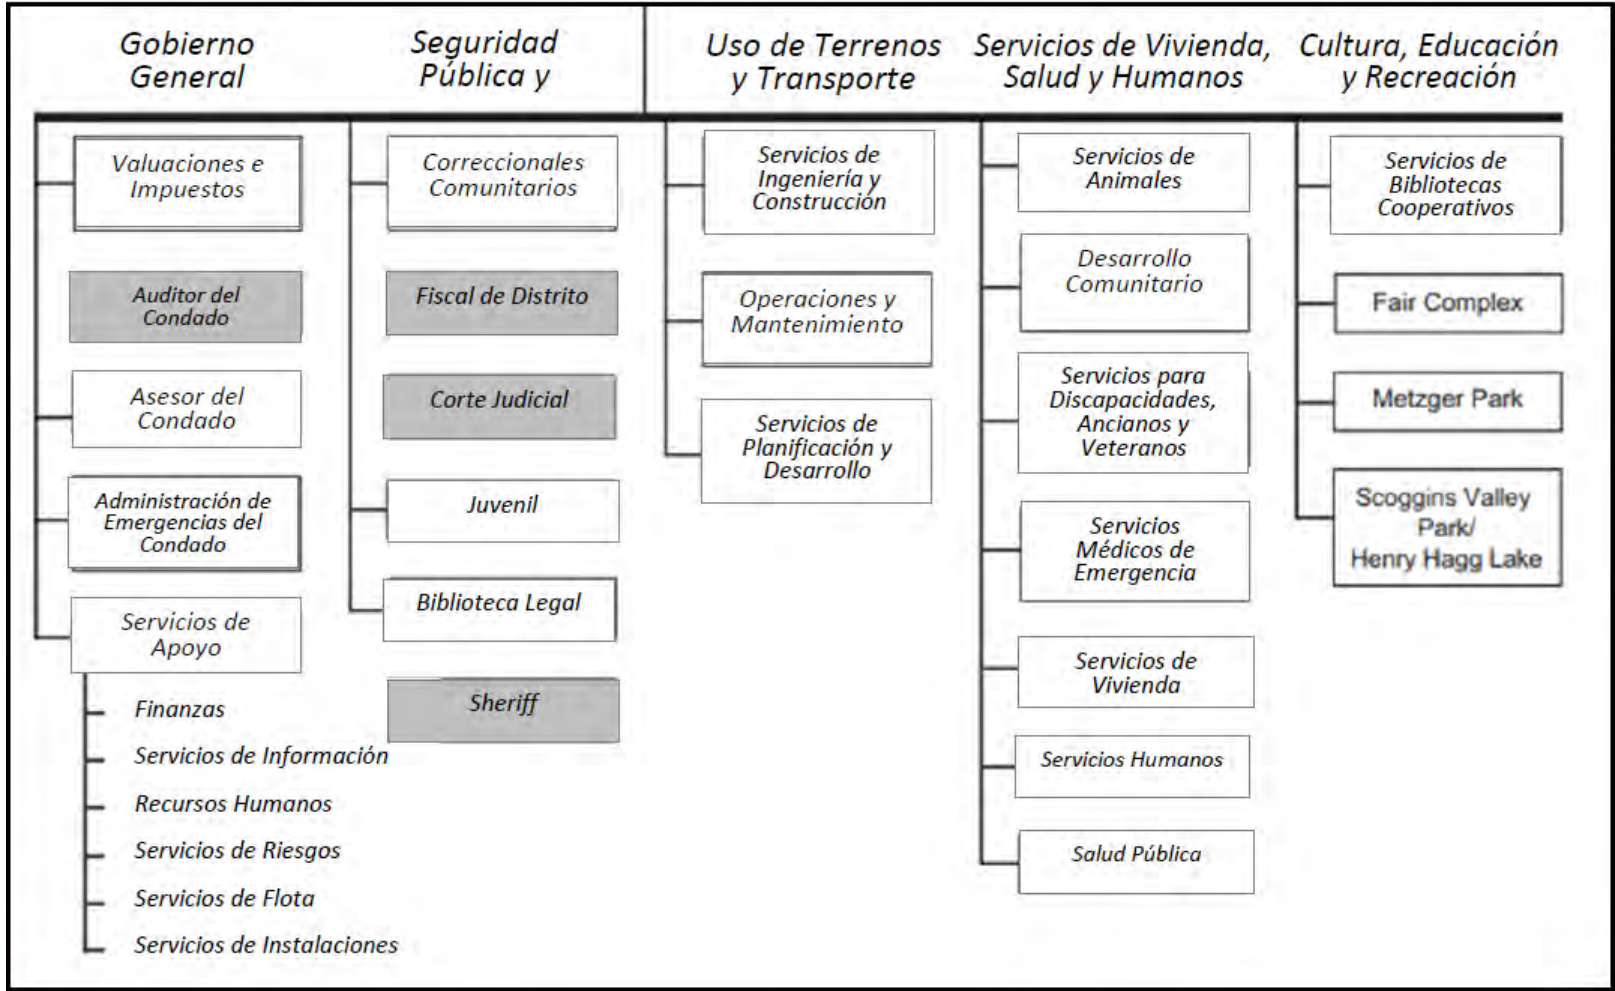 Gobierno
General
Valuaciones e
Impuestos
Auditor del
Condado
Asesor del
Condado
Administración de
Emergencias del
Condado
Servicios de
Apoyo
Finanzas
Servicios de Información
Recursos Humanos
Servicios de Riesgos
Servicios de Flota
Servicios de Instalaciones
Seguridad
Pública y
Correccionales
Comunitarios
Fiscal de Distrito
Corte Judicial
Juvenil
Biblioteca Legal
Sheriff
Uso de Terrenos
y Transporte
Servicios de
Ingeniería y
Construcción
Operaciones y
Mantenimiento
Servicios de
Planificación y
Desarrollo
Servicios de Vivienda,
Salud y Humanos
Servicios de
Animales
Desarrollo
Comunitario
Servicios para
Discapacidades,
Ancianos y
Veteranos
Servicios
Médicos de
Emergencia
Servicios de
Vivienda
Servicios Humanos
Salud Pública
Cultura, Educación
y Recreación
Servicios de
Bibliotecas
Cooperativos
Fair Complex
Metzger Park
Scoggins Valley
Park/
Henry Hagg Lake